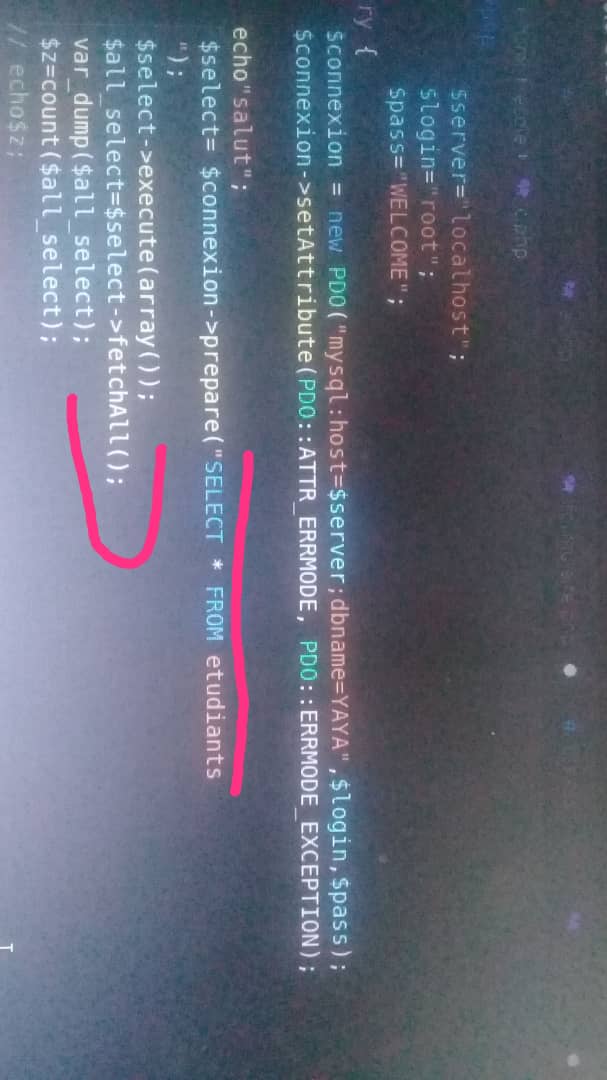 c.php
$server="localhost";
$login="root";
$pass="WELCOME";
ry {
$connexion = new PDO("mysql:host=$server;dbname=YAYA",$login,$pass);
$connexion->setAttribute(PDO::ATTR_ERRMODE, PDO::ERRMODE_EXCEPTION);
echo"salut";
$select= $connexion->prepare("SELECT * FROM etudiants
");
$select->execute(array());
$all_select=$select->fetchAll();
var_dump($all_select);
$z=count($all_select);
// echo$z;